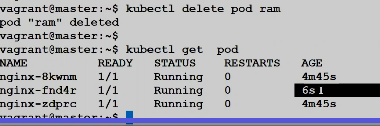 vagrant@master:~$ kubectl delete pod ram
pod "ram" deleted
vagrant@master:~$
vagrant@master:~$ kubectl get  pod
NAME          READY   STATUS    RESTARTS   AGE
nginx-8kwnm   1/1     Running   0          4m45s
nginx-fnd4r   1/1     Running   0          6s
nginx-zdprc   1/1     Running   0          4m45s
vagrant@master:~$